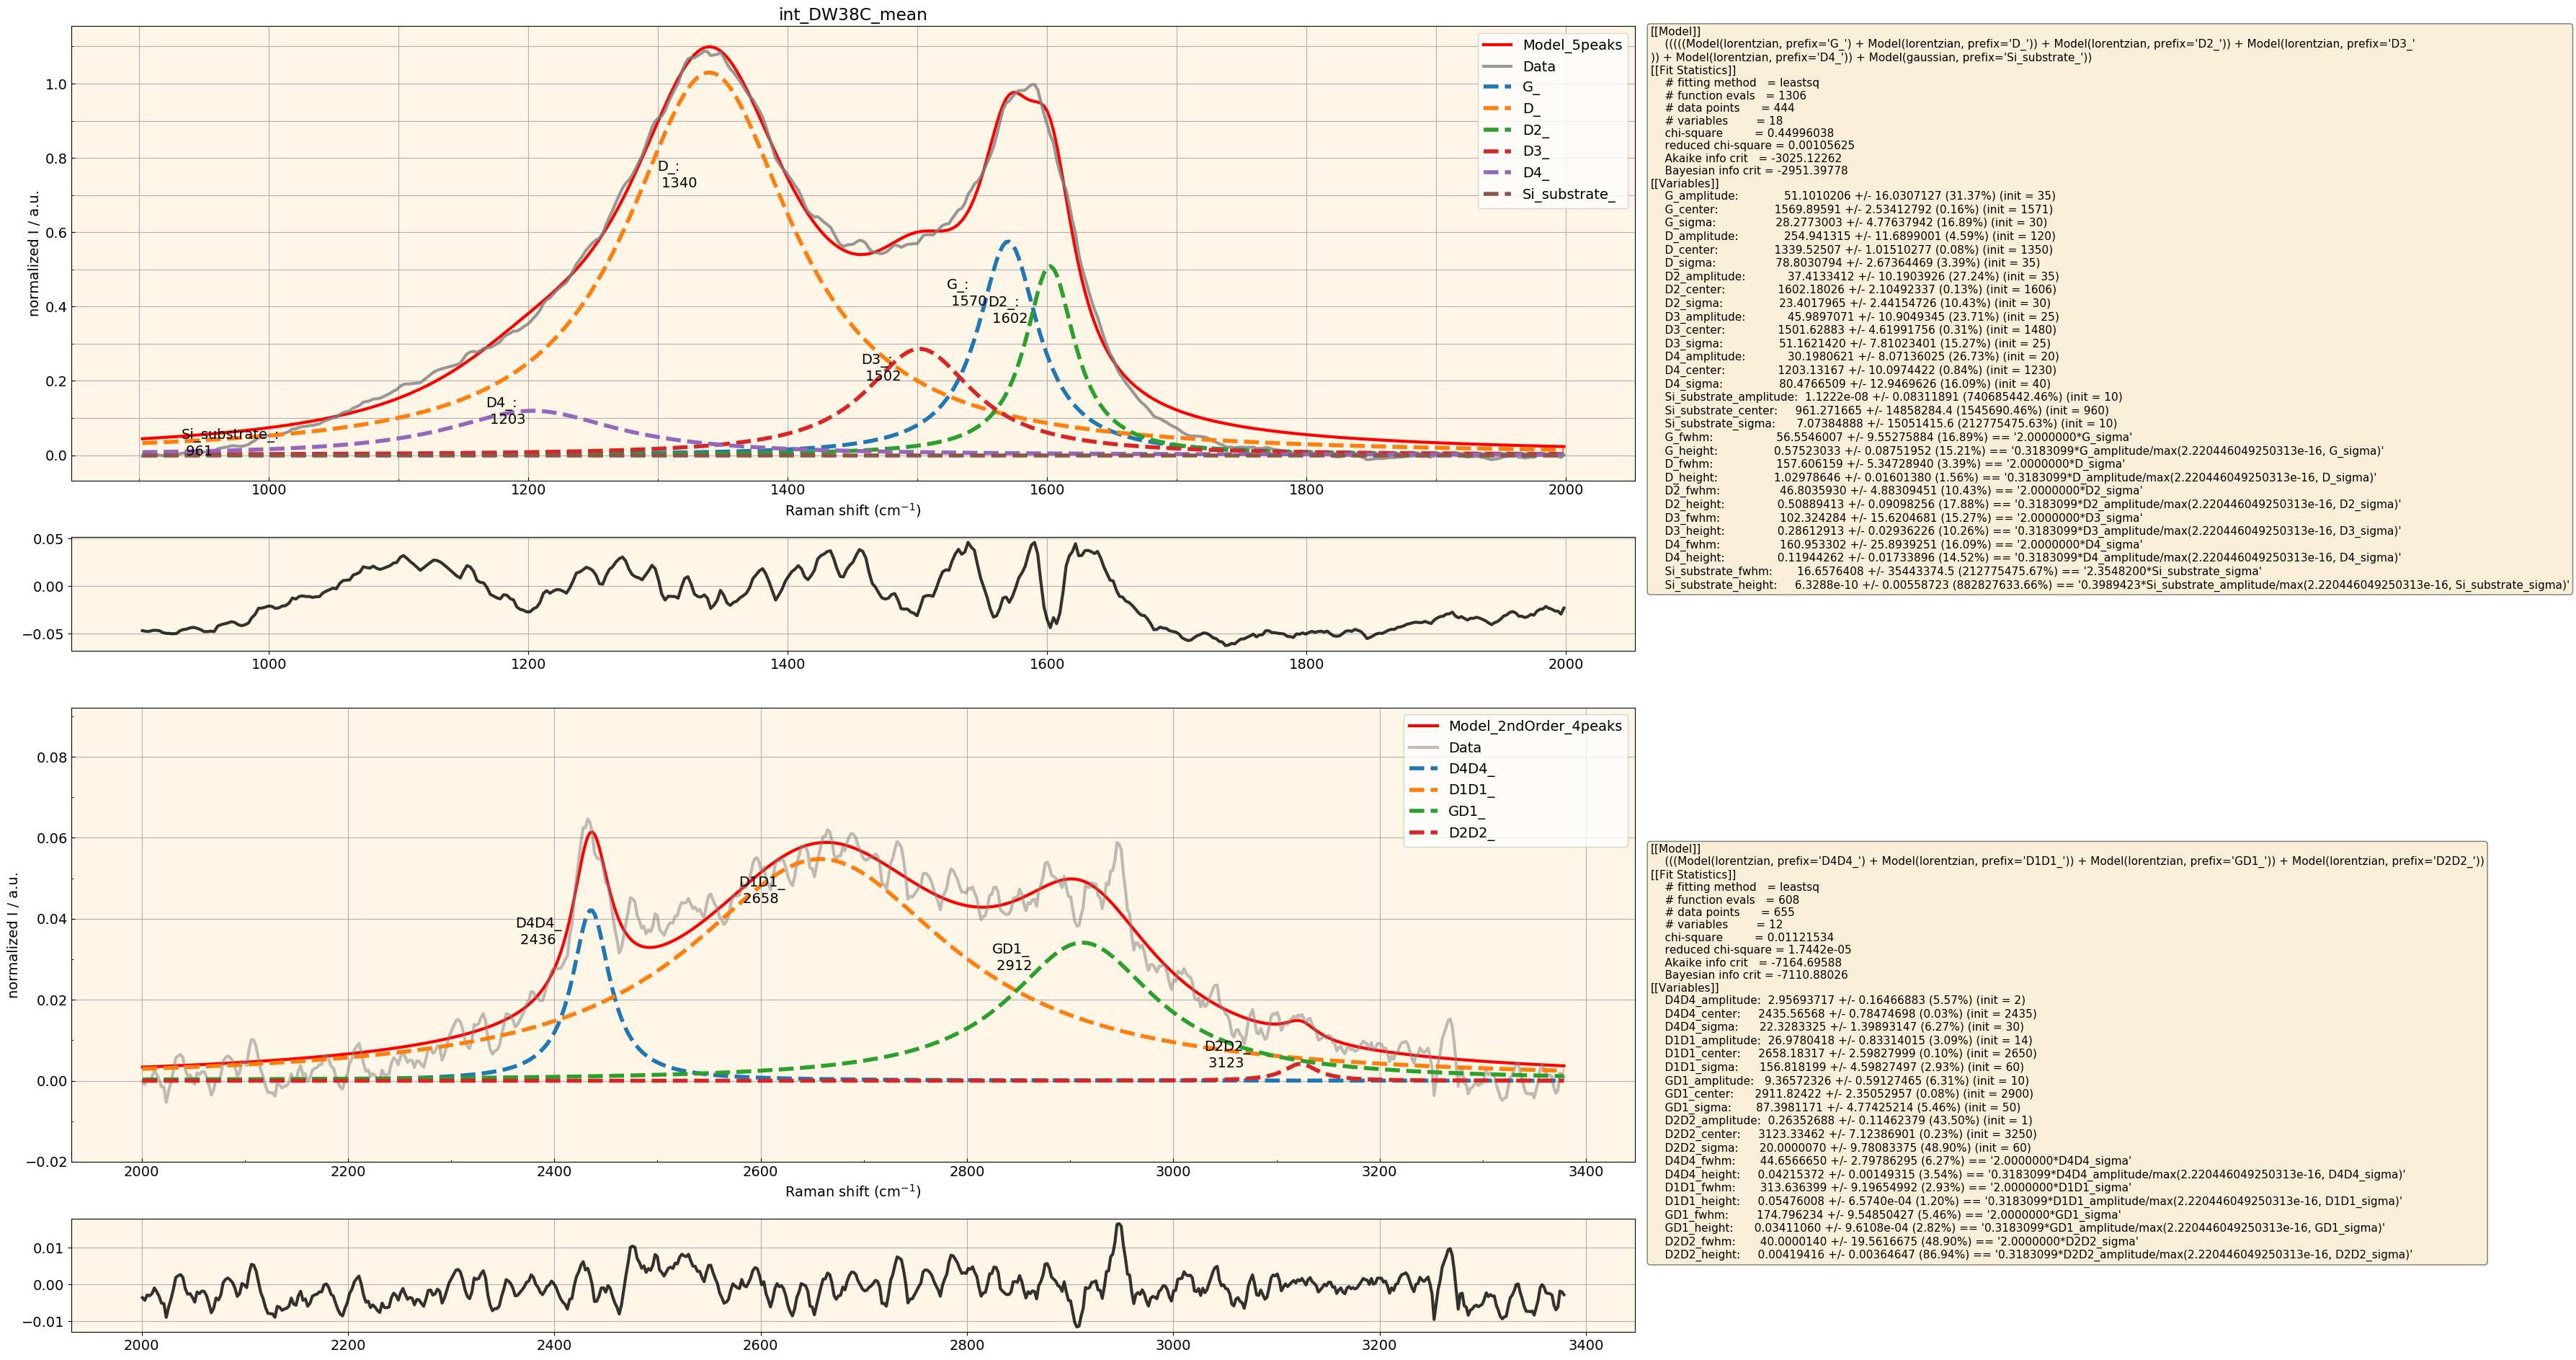 int_DW38C_mean
normalized I / a.u.
1.0
0.8
0.6
0.4
0.2
0.0
Model_5peaks
Data
G_
D_
D2_
D3_
D4_
Si_substrate_
D_:
1340
G_:
1570
D2_:
1602
D3_:
1502
D4_:
1203
Si_substrate_:
961
1000 1200 1400 1600 1800 2000
Raman shift (cm⁻¹)
0.05
0.00
−0.05
1000 1200 1400 1600 1800 2000
[[Model]]
(((((Model(lorentzian, prefix='G_') + Model(lorentzian, prefix='D_')) + Model(lorentzian, prefix='D2_')) + Model(lorentzian, prefix='D3_'
)) + Model(lorentzian, prefix='D4_')) + Model(gaussian, prefix='Si_substrate_'))
[[Fit Statistics]]
# fitting method = leastsq
# function evals = 1306
# data points = 444
# variables = 18
chi-square = 0.44996038
reduced chi-square = 0.00105625
Akaike info crit = -3025.12262
Bayesian info crit = -2951.39778
[[Variables]]
G_amplitude: 51.1010206 +/- 16.0307127 (31.37%) (init = 35)
G_center: 1569.89591 +/- 2.53412792 (0.16%) (init = 1571)
G_sigma: 28.2773003 +/- 4.77637942 (16.89%) (init = 30)
D_amplitude: 254.941315 +/- 11.6899001 (4.59%) (init = 120)
D_center: 1339.52507 +/- 1.01510277 (0.08%) (init = 1350)
D_sigma: 78.8030794 +/- 2.67364469 (3.39%) (init = 35)
D2_amplitude: 37.4133412 +/- 10.1903926 (27.24%) (init = 35)
D2_center: 1602.18026 +/- 2.10492337 (0.13%) (init = 1606)
D2_sigma: 23.4017965 +/- 2.44154726 (10.43%) (init = 30)
D3_amplitude: 45.9897071 +/- 10.9049345 (23.71%) (init = 25)
D3_center: 1501.62883 +/- 4.61991756 (0.31%) (init = 1480)
D3_sigma: 51.1621420 +/- 7.81023401 (15.27%) (init = 25)
D4_amplitude: 30.1980621 +/- 8.07136025 (26.73%) (init = 20)
D4_center: 1203.13167 +/- 10.0974422 (0.84%) (init = 1230)
D4_sigma: 80.4766509 +/- 12.9469626 (16.09%) (init = 40)
Si_substrate_amplitude: 1.1222e-08 +/- 0.08311891 (740685442.46%) (init = 10)
Si_substrate_center: 961.271665 +/- 14858284.4 (1545690.46%) (init = 960)
Si_substrate_sigma: 7.07384888 +/- 15051415.6 (212775475.63%) (init = 10)
G_fwhm: 56.5546007 +/- 9.55275884 (16.89%) == '2.0000000*G_sigma'
G_height: 0.57523033 +/- 0.08751952 (15.21%) == '0.3183099*G_amplitude/max(2.220446049250313e-16, G_sigma)'
D_fwhm: 157.606159 +/- 5.34728940 (3.39%) == '2.0000000*D_sigma'
D_height: 1.02978646 +/- 0.01601380 (1.56%) == '0.3183099*D_amplitude/max(2.220446049250313e-16, D_sigma)'
D2_fwhm: 46.8035930 +/- 4.88309451 (10.43%) == '2.0000000*D2_sigma'
D2_height: 0.50889413 +/- 0.09098256 (17.88%) == '0.3183099*D2_amplitude/max(2.220446049250313e-16, D2_sigma)'
D3_fwhm: 102.324284 +/- 15.6204681 (15.27%) == '2.0000000*D3_sigma'
D3_height: 0.28612913 +/- 0.02936226 (10.26%) == '0.3183099*D3_amplitude/max(2.220446049250313e-16, D3_sigma)'
D4_fwhm: 160.953302 +/- 25.8939251 (16.09%) == '2.0000000*D4_sigma'
D4_height: 0.11944262 +/- 0.01733896 (14.52%) == '0.3183099*D4_amplitude/max(2.220446049250313e-16, D4_sigma)'
Si_substrate_fwhm: 16.6576408 +/- 35443374.5 (212775475.67%) == '2.3548200*Si_substrate_sigma'
Si_substrate_height: 6.3288e-10 +/- 0.00558723 (882827633.66%) == '0.3989423*Si_substrate_amplitude/max(2.220446049250313e-16, Si_substrate_sigma)'
normalized I / a.u.
0.08
0.06
0.04
0.02
0.00
−0.02
Model_2ndOrder_4peaks
Data
D4D4_
D1D1_
GD1_
D2D2_
D4D4_
2436
D1D1_
2658
GD1_
2912
D2D2_
3123
2000 2200 2400 2600 2800 3000 3200 3400
Raman shift (cm⁻¹)
0.01
0.00
−0.01
2000 2200 2400 2600 2800 3000 3200 3400
[[Model]]
(((Model(lorentzian, prefix='D4D4_') + Model(lorentzian, prefix='D1D1_')) + Model(lorentzian, prefix='GD1_')) + Model(lorentzian, prefix='D2D2_'))
[[Fit Statistics]]
# fitting method = leastsq
# function evals = 608
# data points = 655
# variables = 12
chi-square = 0.01121534
reduced chi-square = 1.7442e-05
Akaike info crit = -7164.69588
Bayesian info crit = -7110.88026
[[Variables]]
D4D4_amplitude: 2.95693717 +/- 0.16466883 (5.57%) (init = 2)
D4D4_center: 2435.56568 +/- 0.78474698 (0.03%) (init = 2435)
D4D4_sigma: 22.3283325 +/- 1.39893147 (6.27%) (init = 30)
D1D1_amplitude: 26.9780418 +/- 0.83314015 (3.09%) (init = 14)
D1D1_center: 2658.18317 +/- 2.59827999 (0.10%) (init = 2650)
D1D1_sigma: 156.818199 +/- 4.59827497 (2.93%) (init = 60)
GD1_amplitude: 9.36572326 +/- 0.59127465 (6.31%) (init = 10)
GD1_center: 2911.82422 +/- 2.35052957 (0.08%) (init = 2900)
GD1_sigma: 87.3981171 +/- 4.77425214 (5.46%) (init = 50)
D2D2_amplitude: 0.26352688 +/- 0.11462379 (43.50%) (init = 1)
D2D2_center: 3123.33462 +/- 7.12386901 (0.23%) (init = 3250)
D2D2_sigma: 20.0000070 +/- 9.78083375 (48.90%) (init = 60)
D4D4_fwhm: 44.6566650 +/- 2.79786295 (6.27%) == '2.0000000*D4D4_sigma'
D4D4_height: 0.04215372 +/- 0.00149315 (3.54%) == '0.3183099*D4D4_amplitude/max(2.220446049250313e-16, D4D4_sigma)'
D1D1_fwhm: 313.636399 +/- 9.19654992 (2.93%) == '2.0000000*D1D1_sigma'
D1D1_height: 0.05476008 +/- 6.5740e-04 (1.20%) == '0.3183099*D1D1_amplitude/max(2.220446049250313e-16, D1D1_sigma)'
GD1_fwhm: 174.796234 +/- 9.54850427 (5.46%) == '2.0000000*GD1_sigma'
GD1_height: 0.03411060 +/- 9.6108e-04 (2.82%) == '0.3183099*GD1_amplitude/max(2.220446049250313e-16, GD1_sigma)'
D2D2_fwhm: 40.0000140 +/- 19.5616675 (48.90%) == '2.0000000*D2D2_sigma'
D2D2_height: 0.00419416 +/- 0.00364647 (86.94%) == '0.3183099*D2D2_amplitude/max(2.220446049250313e-16, D2D2_sigma)'